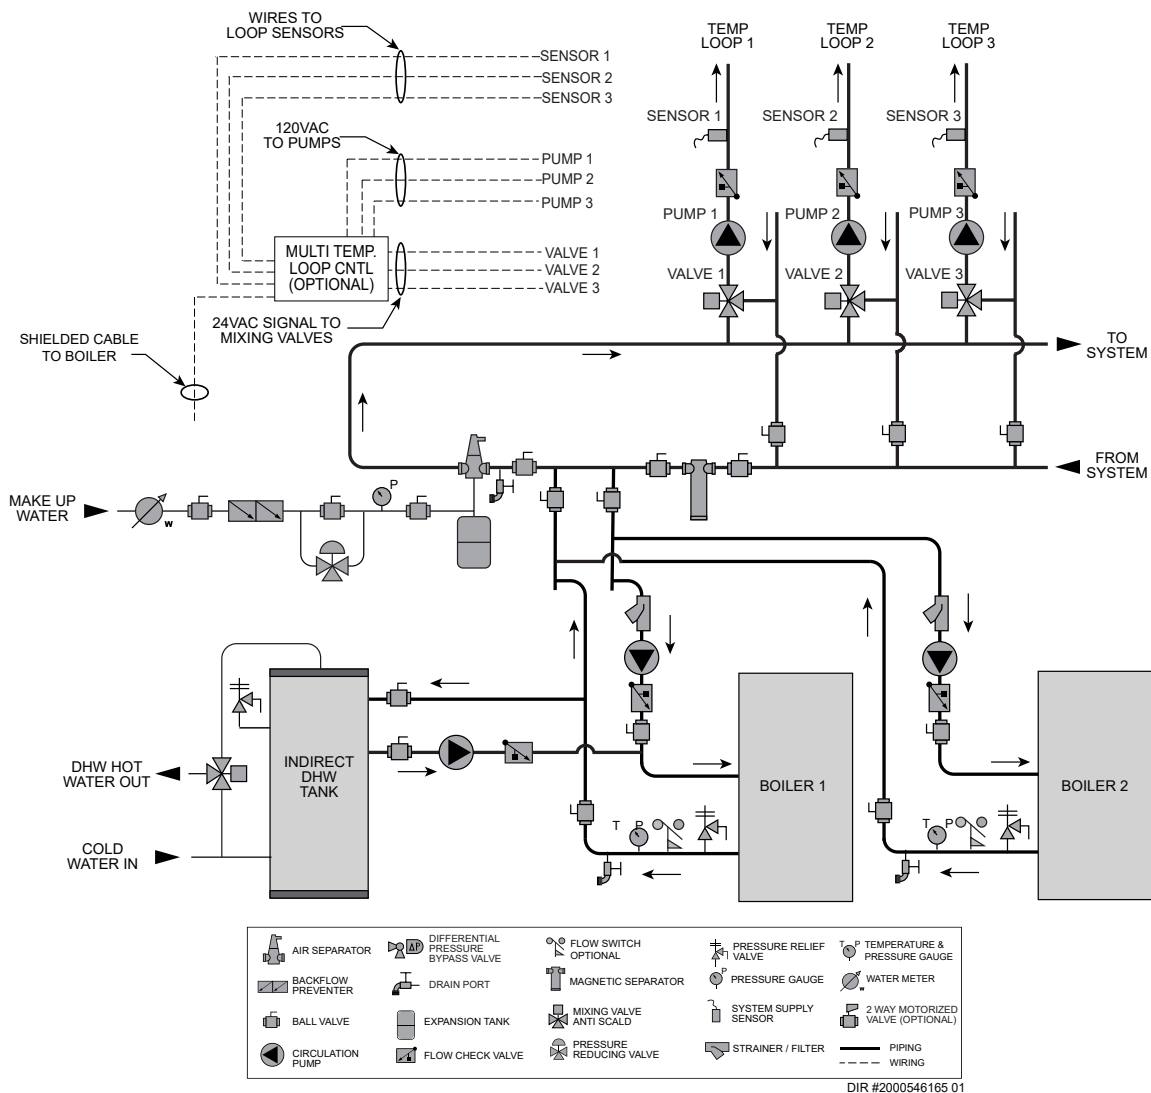 WIRES TO
LOOP SENSORS
SENSOR 1
SENSOR 2
SENSOR 3
120VAC
TO PUMPS
PUMP 1
PUMP 2
PUMP 3
MULTI TEMP.
LOOP CNTL
(OPTIONAL)
VALVE 1
VALVE 2
VALVE 3
24VAC SIGNAL TO
MIXING VALVES
SHIELDED CABLE
TO BOILER
TEMP
LOOP 1
TEMP
LOOP 2
TEMP
LOOP 3
SENSOR 1
SENSOR 2
SENSOR 3
PUMP 1
PUMP 2
PUMP 3
VALVE 1
VALVE 2
VALVE 3
TO
SYSTEM
FROM
SYSTEM
MAKE UP
WATER
w
P
INDIRECT
DHW
TANK
DHW HOT
WATER OUT
COLD
WATER IN
BOILER 1
T P
BOILER 2
T P
AIR SEPARATOR
BACKFLOW
PREVENTER
BALL VALVE
CIRCULATION
PUMP
ΔP
DIFFERENTIAL
PRESSURE
BYPASS VALVE
DRAIN PORT
EXPANSION TANK
FLOW CHECK VALVE
FLOW SWITCH
OPTIONAL
MAGNETIC SEPARATOR
MIXING VALVE
ANTI SCALD
PRESSURE
REDUCING VALVE
PRESSURE RELIEF
VALVE
P
PRESSURE GAUGE
SYSTEM SUPPLY
SENSOR
STRAINER / FILTER
T P
TEMPERATURE &
PRESSURE GAUGE
w
WATER METER
2 WAY MOTORIZED
VALVE (OPTIONAL)
PIPING
WIRING
DIR #2000546165 01